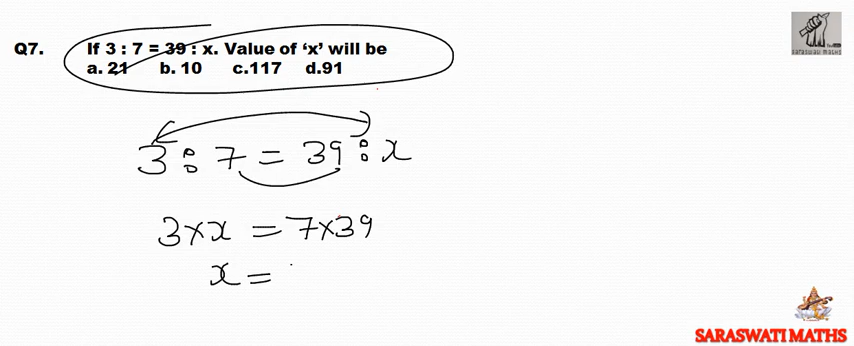 Q7. If 3 : 7 = 39 : x. Value of ‘x’ will be
a. 21 b. 10 c.117 d.91
3 : 7 = 39 : x
3 × x = 7 × 39
x =
SARASWATI MATHS